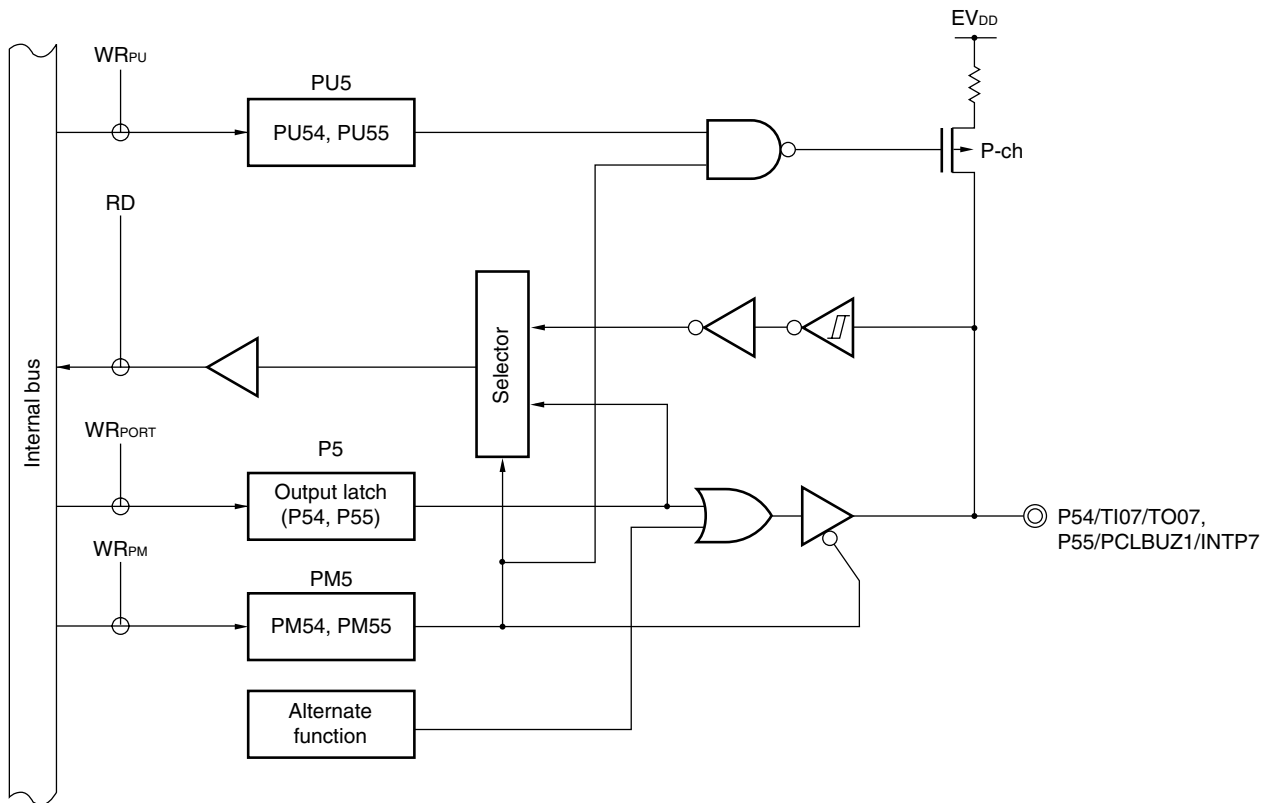 EVDD
WRPU
PU5
PU54, PU55
P-ch
RD
Selector
Internal bus
WRPORT
P5
Output latch
(P54, P55)
P54/TI07/TO07,
P55/PCLBUZ1/INTP7
WRPM
PM5
PM54, PM55
Alternate
function